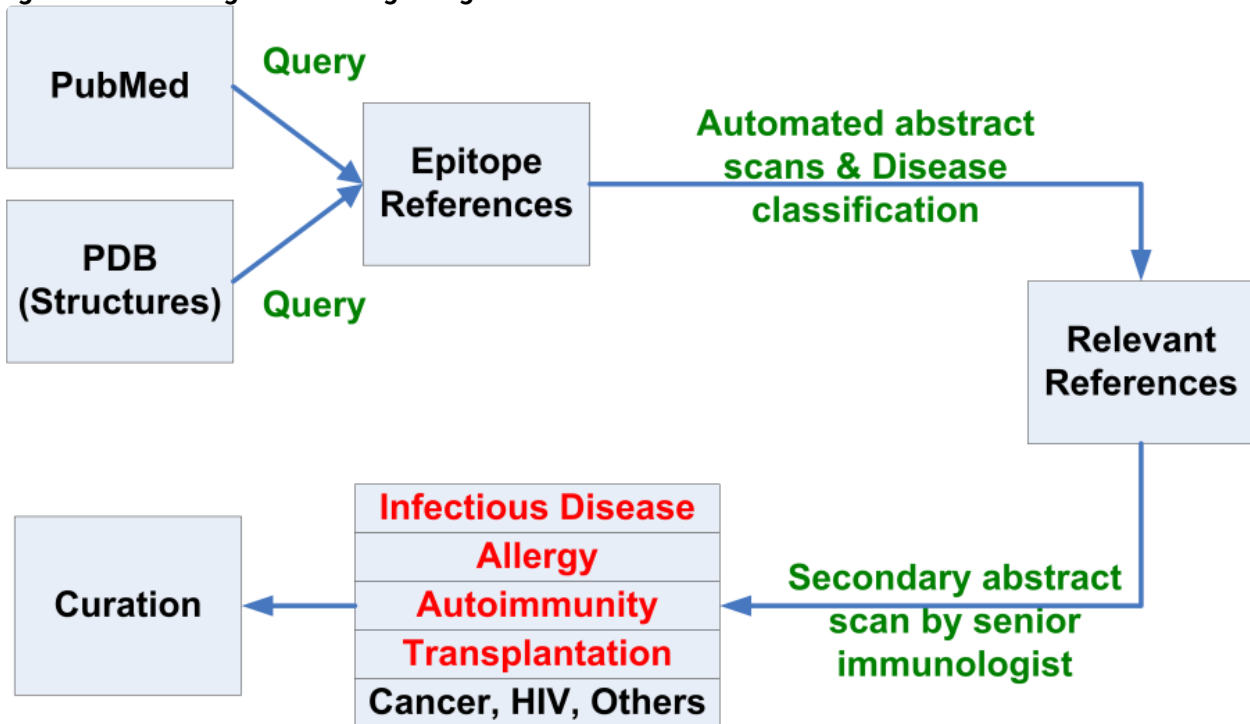 PubMed
Query
PDB
(Structures)
Query
Epitope
References
Automated abstract
scans & Disease
classification
Relevant
References
Secondary abstract
scan by senior
immunologist
Infectious Disease
Allergy
Autoimmunity
Transplantation
Cancer, HIV, Others
Curation